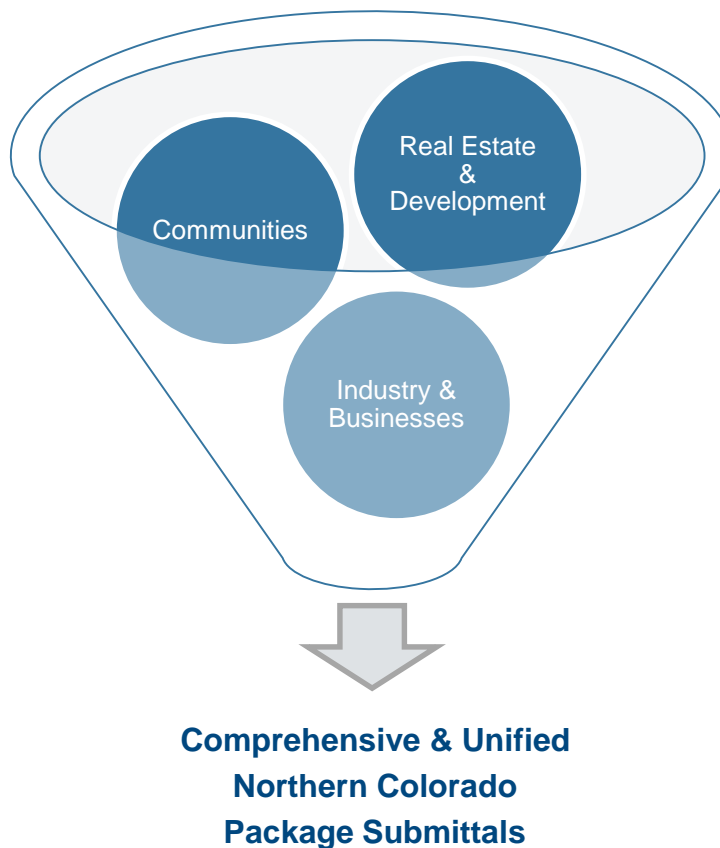 Real Estate
&
Development
Communities
Industry &
Businesses
Comprehensive & Unified
Northern Colorado
Package Submittals